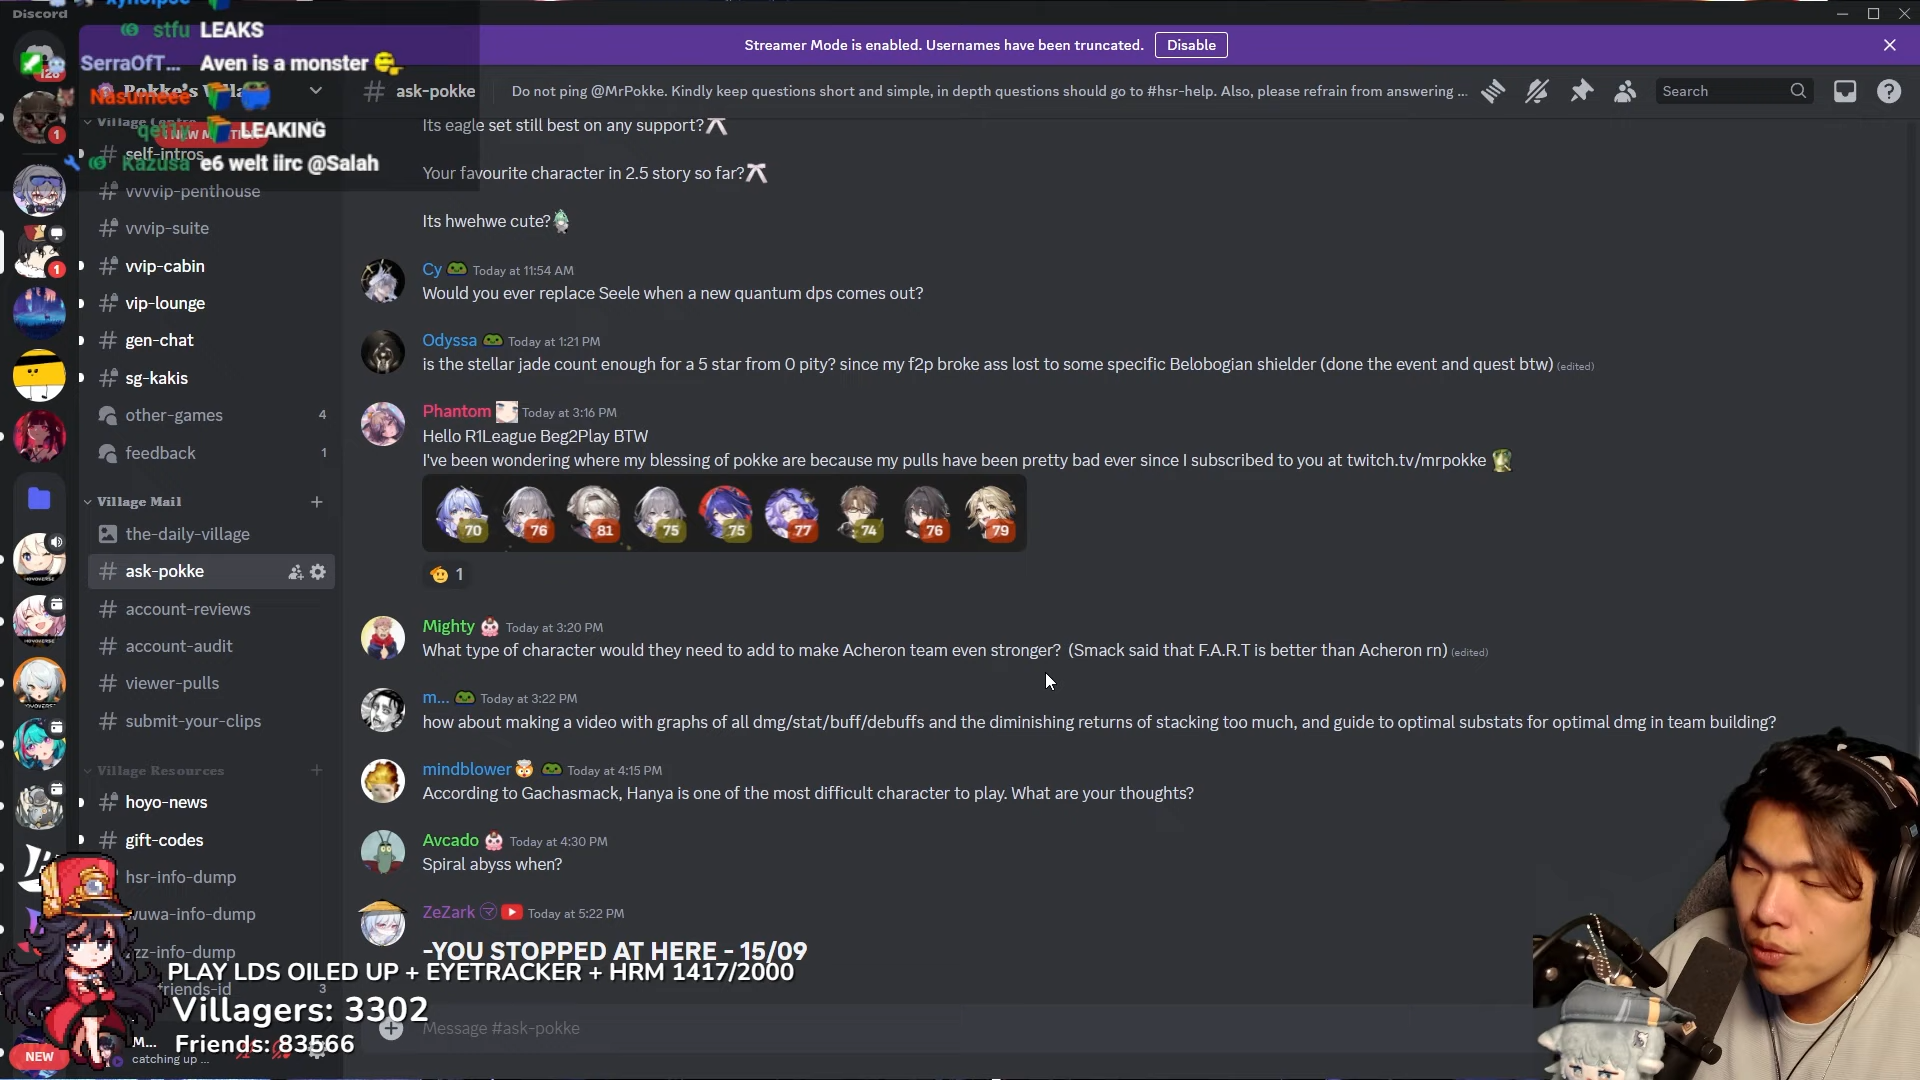 Discord
stfu LEAKS
Streamer Mode is enabled. Usernames have been truncated. Disable
SerraOfT... Aven is a monster
128
Nasumeee
Pokke's
# ask-pokke
Do not ping @MrPokke. Kindly keep questions short and simple, in depth questions should go to #hsr-help. Also, please refrain from answering ...
Search
LEAKING
Kazusa e6 welt iirc @Salah
self-intros
vvvvip-penthouse
vvvip-suite
vvip-cabin
vip-lounge
gen-chat
sg-kakis
other-games 4
feedback 1
Village Mail
the-daily-village
ask-pokke
account-reviews
account-audit
viewer-pulls
submit-your-clips
Village Resources
hoyo-news
gift-codes
hsr-info-dump
wuwa-info-dump
zz-info-dump
friends-id 3
1
1
NEW
M...
catching up ...
Its eagle set still best on any support?
Your favourite character in 2.5 story so far?
Its hwehwe cute?
Cy Today at 11:54 AM
Would you ever replace Seele when a new quantum dps comes out?
Odyssa Today at 1:21 PM
is the stellar jade count enough for a 5 star from 0 pity? since my f2p broke ass lost to some specific Belobogian shielder (done the event and quest btw) (edited)
Phantom Today at 3:16 PM
Hello R1League Beg2Play BTW
I've been wondering where my blessing of pokke are because my pulls have been pretty bad ever since I subscribed to you at twitch.tv/mrpokke
70 76 81 75 75 77 74 76 79
1
Mighty Today at 3:20 PM
What type of character would they need to add to make Acheron team even stronger? (Smack said that F.A.R.T is better than Acheron rn) (edited)
m... Today at 3:22 PM
how about making a video with graphs of all dmg/stat/buff/debuffs and the diminishing returns of stacking too much, and guide to optimal substats for optimal dmg in team building?
mindblower Today at 4:15 PM
According to Gachasmack, Hanya is one of the most difficult character to play. What are your thoughts?
Avcado Today at 4:30 PM
Spiral abyss when?
ZeZark Today at 5:22 PM
-YOU STOPPED AT HERE - 15/09
PLAY LDS OILED UP + EYETRACKER + HRM 1417/2000
Villagers: 3302
Friends: 83566
Message #ask-pokke